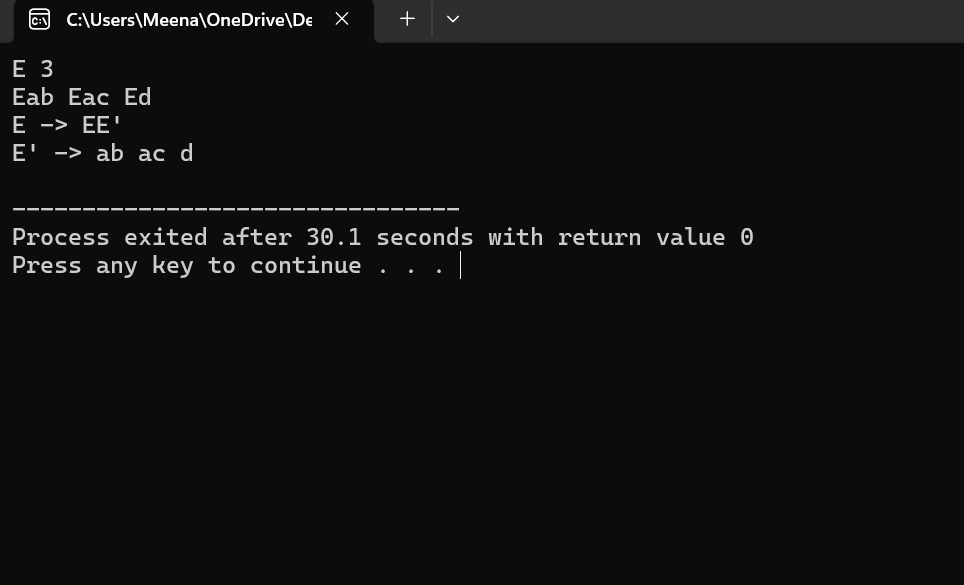 C:\Users\Meena\OneDrive\De
E 3
Eab Eac Ed
E -> EE'
E' -> ab ac d
--------------------------------
Process exited after 30.1 seconds with return value 0
Press any key to continue . . .